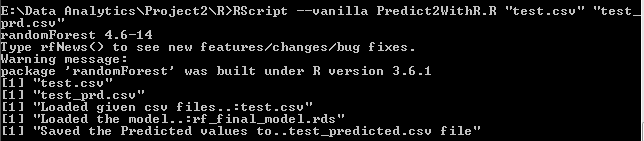 E:\Data Analytics\Project2\R>RScript --vanilla Predict2WithR.R "test.csv" "test_
prd.csv"
randomForest 4.6-14
Type rfNews() to see new features/changes/bug fixes.
Warning message:
package 'randomForest' was built under R version 3.6.1
[1] "test.csv"
[1] "test_prd.csv"
[1] "Loaded given csv files..:test.csv"
[1] "Loaded the model..:rf_final_model.rds"
[1] "Saved the Predicted values to..test_predicted.csv file"